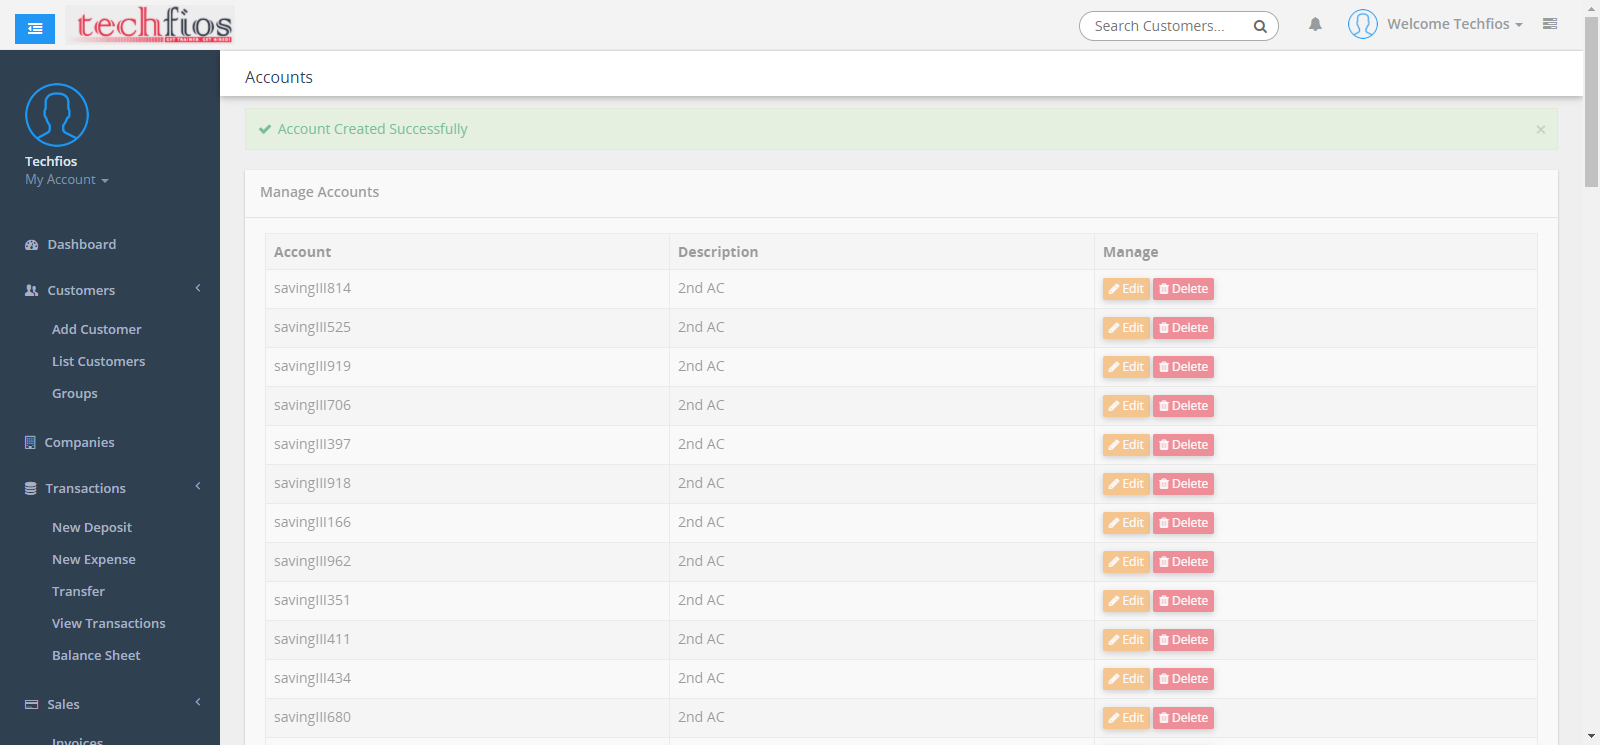 techfios
GET TRAINED. GET HIRED!
Search Customers...
Welcome Techfios
Techfios
My Account
Dashboard
Customers
Add Customer
List Customers
Groups
Companies
Transactions
New Deposit
New Expense
Transfer
View Transactions
Balance Sheet
Sales
Invoices
Accounts
Account Created Successfully ×
Manage Accounts
Account Description Manage
savingIII814 2nd AC Edit Delete
savingIII525 2nd AC Edit Delete
savingIII919 2nd AC Edit Delete
savingIII706 2nd AC Edit Delete
savingIII397 2nd AC Edit Delete
savingIII918 2nd AC Edit Delete
savingIII166 2nd AC Edit Delete
savingIII962 2nd AC Edit Delete
savingIII351 2nd AC Edit Delete
savingIII411 2nd AC Edit Delete
savingIII434 2nd AC Edit Delete
savingIII680 2nd AC Edit Delete